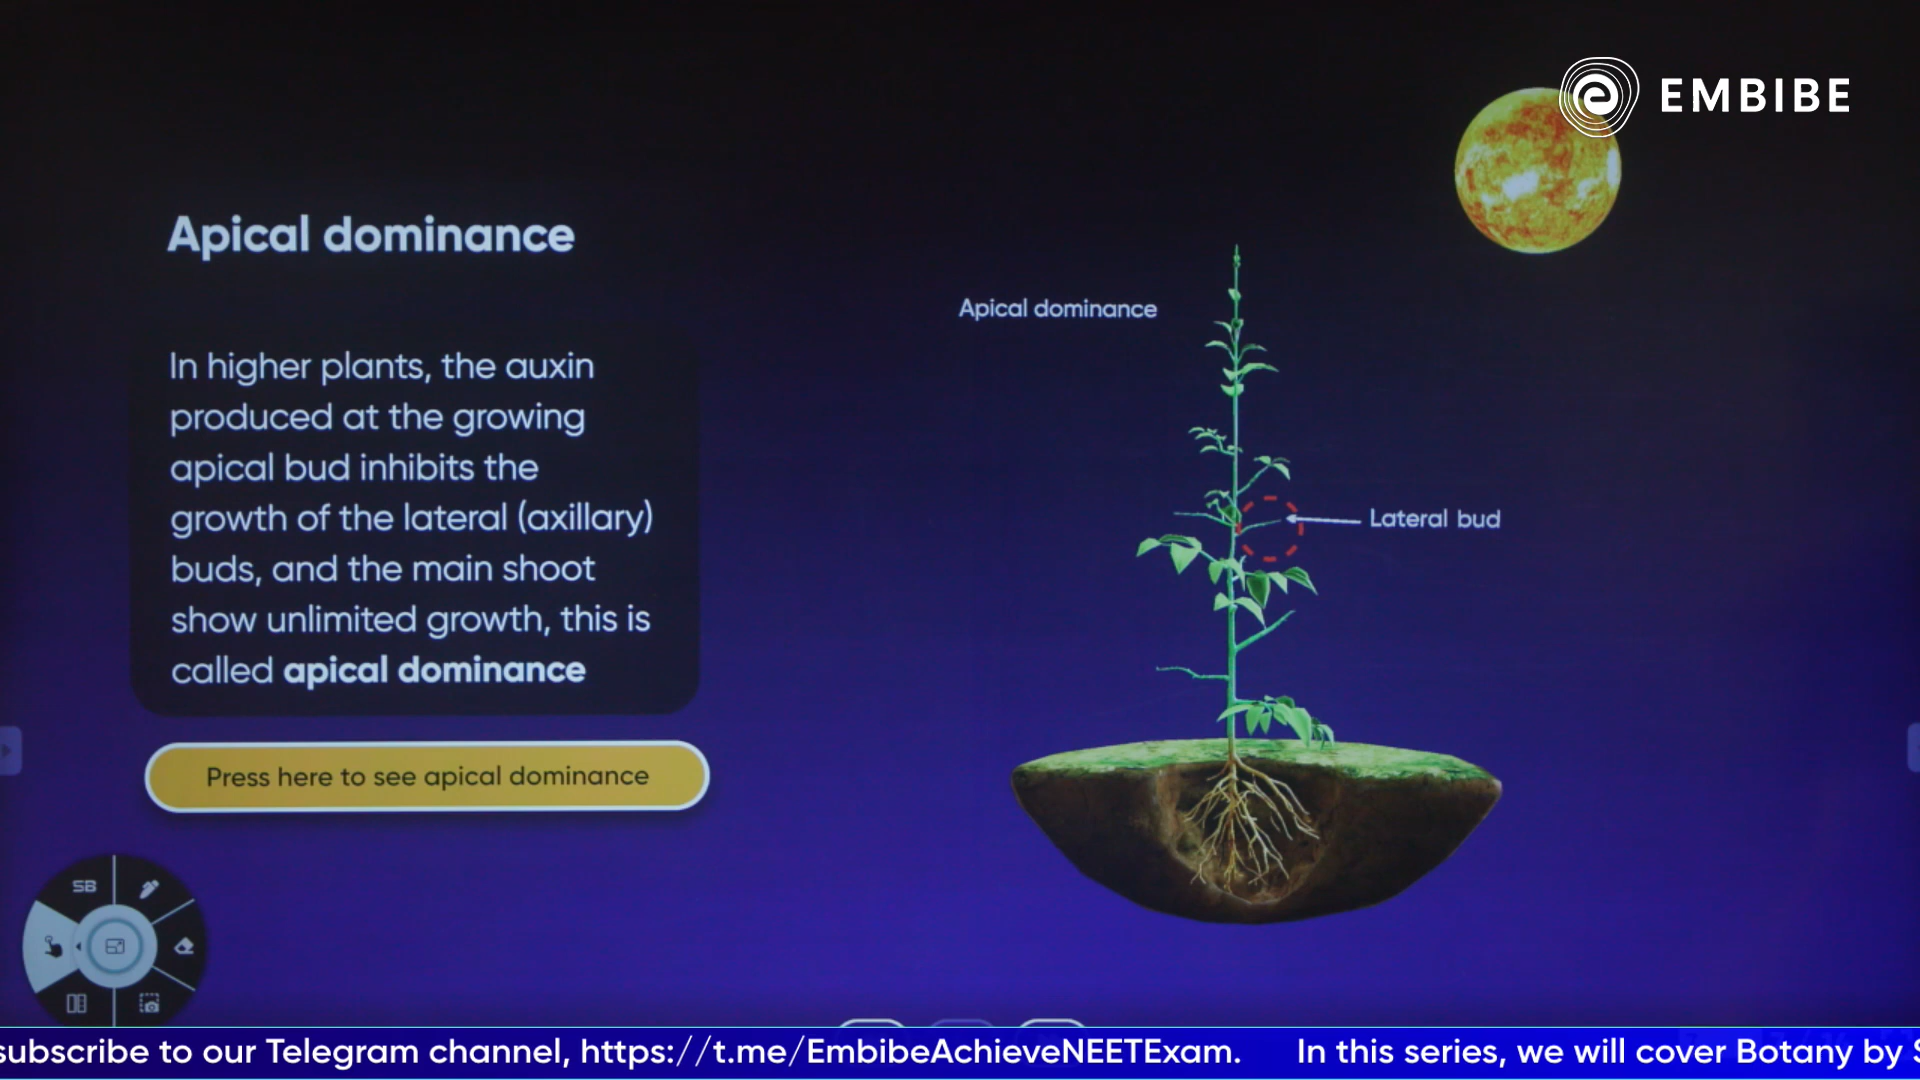 EMBIBE
Apical dominance
Apical dominance
In higher plants, the auxin
produced at the growing
apical bud inhibits the
growth of the lateral (axillary)
buds, and the main shoot
show unlimited growth, this is
called apical dominance
Lateral bud
Press here to see apical dominance
SB
subscribe to our Telegram channel, https://t.me/EmbibeAchieveNEETExam. In this series, we will cover Botany by